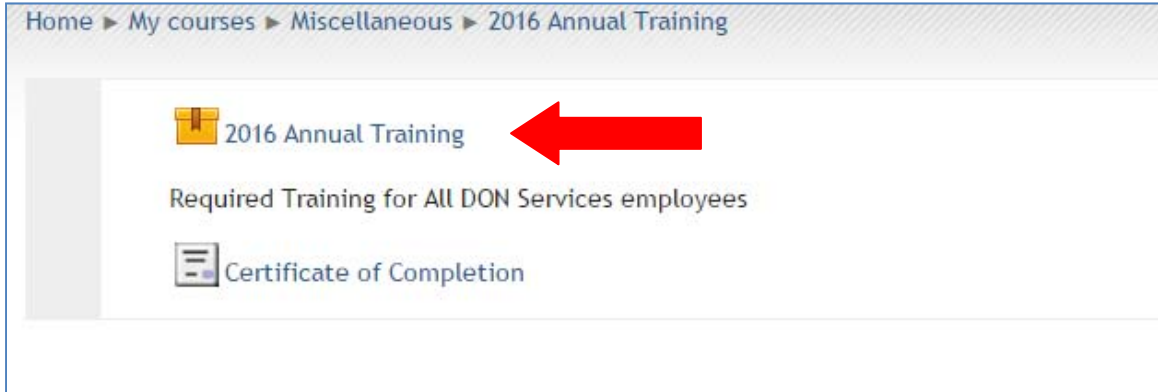 Home ► My courses ► Miscellaneous ► 2016 Annual Training
2016 Annual Training
Required Training for All DON Services employees
Certificate of Completion